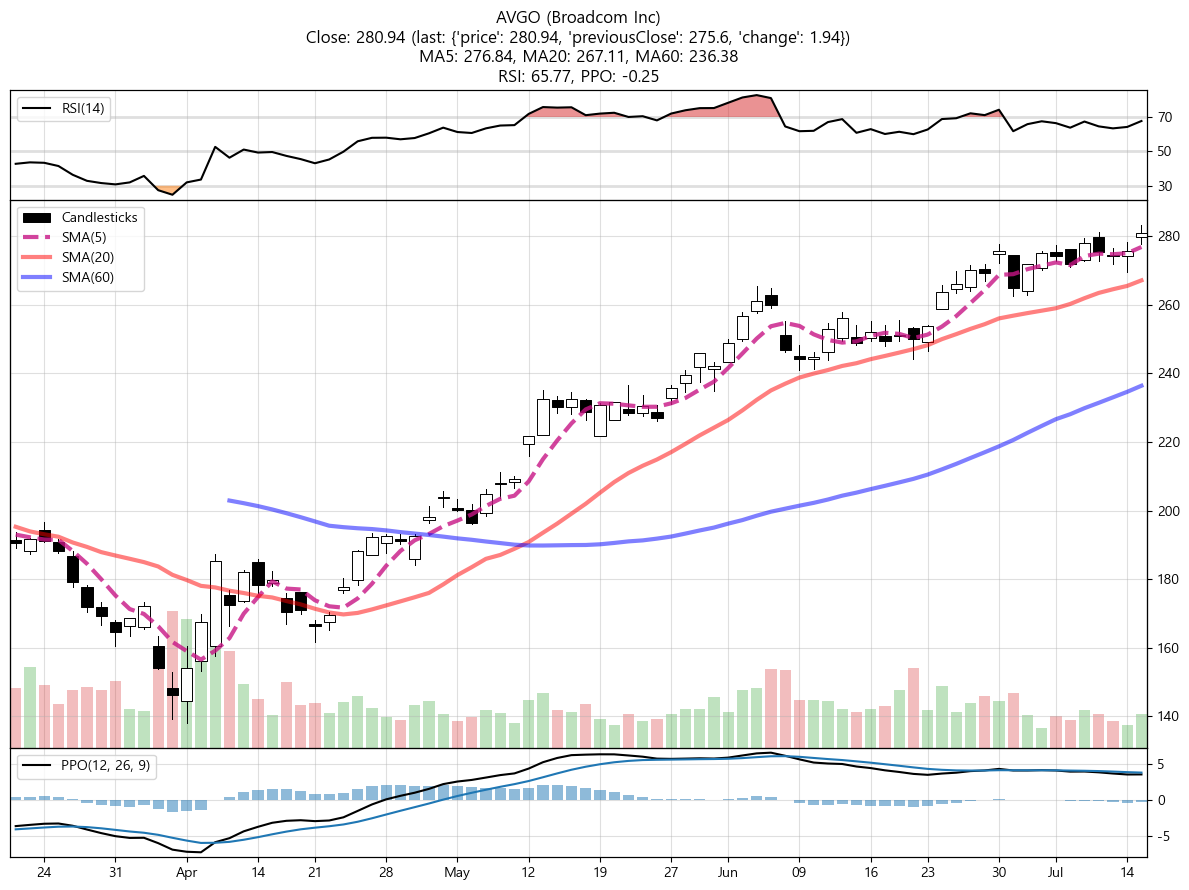 AVGO (Broadcom Inc)
Close: 280.94 (last: {'price': 280.94, 'previousClose': 275.6, 'change': 1.94})
MA5: 276.84, MA20: 267.11, MA60: 236.38
RSI: 65.77, PPO: -0.25
RSI(14)
70
50
30
Candlesticks
SMA(5)
SMA(20)
SMA(60)
280
260
240
220
200
180
160
140
PPO(12, 26, 9)
5
0
-5
24 31 Apr 14 21 28 May 12 19 27 Jun 09 16 23 30 Jul 14